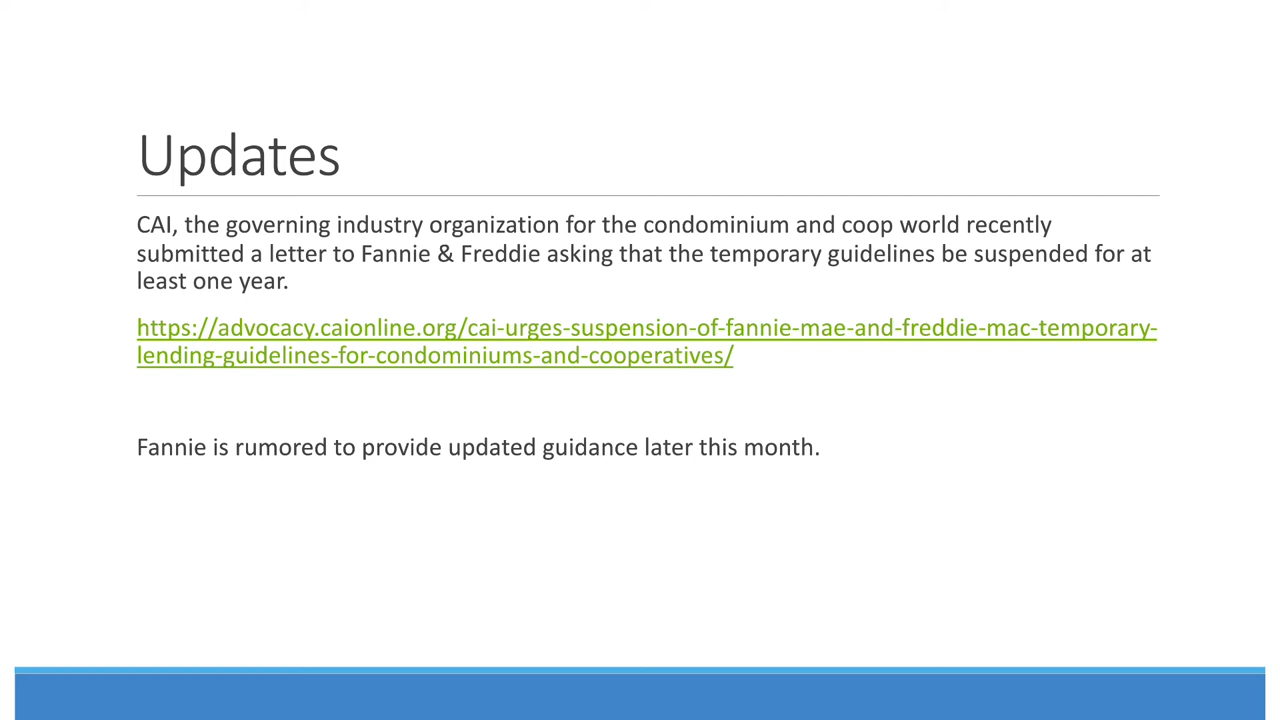 Updates
CAI, the governing industry organization for the condominium and coop world recently
submitted a letter to Fannie & Freddie asking that the temporary guidelines be suspended for at
least one year.
https://advocacy.caionline.org/cai-urges-suspension-of-fannie-mae-and-freddie-mac-temporary-
lending-guidelines-for-condominiums-and-cooperatives/
Fannie is rumored to provide updated guidance later this month.